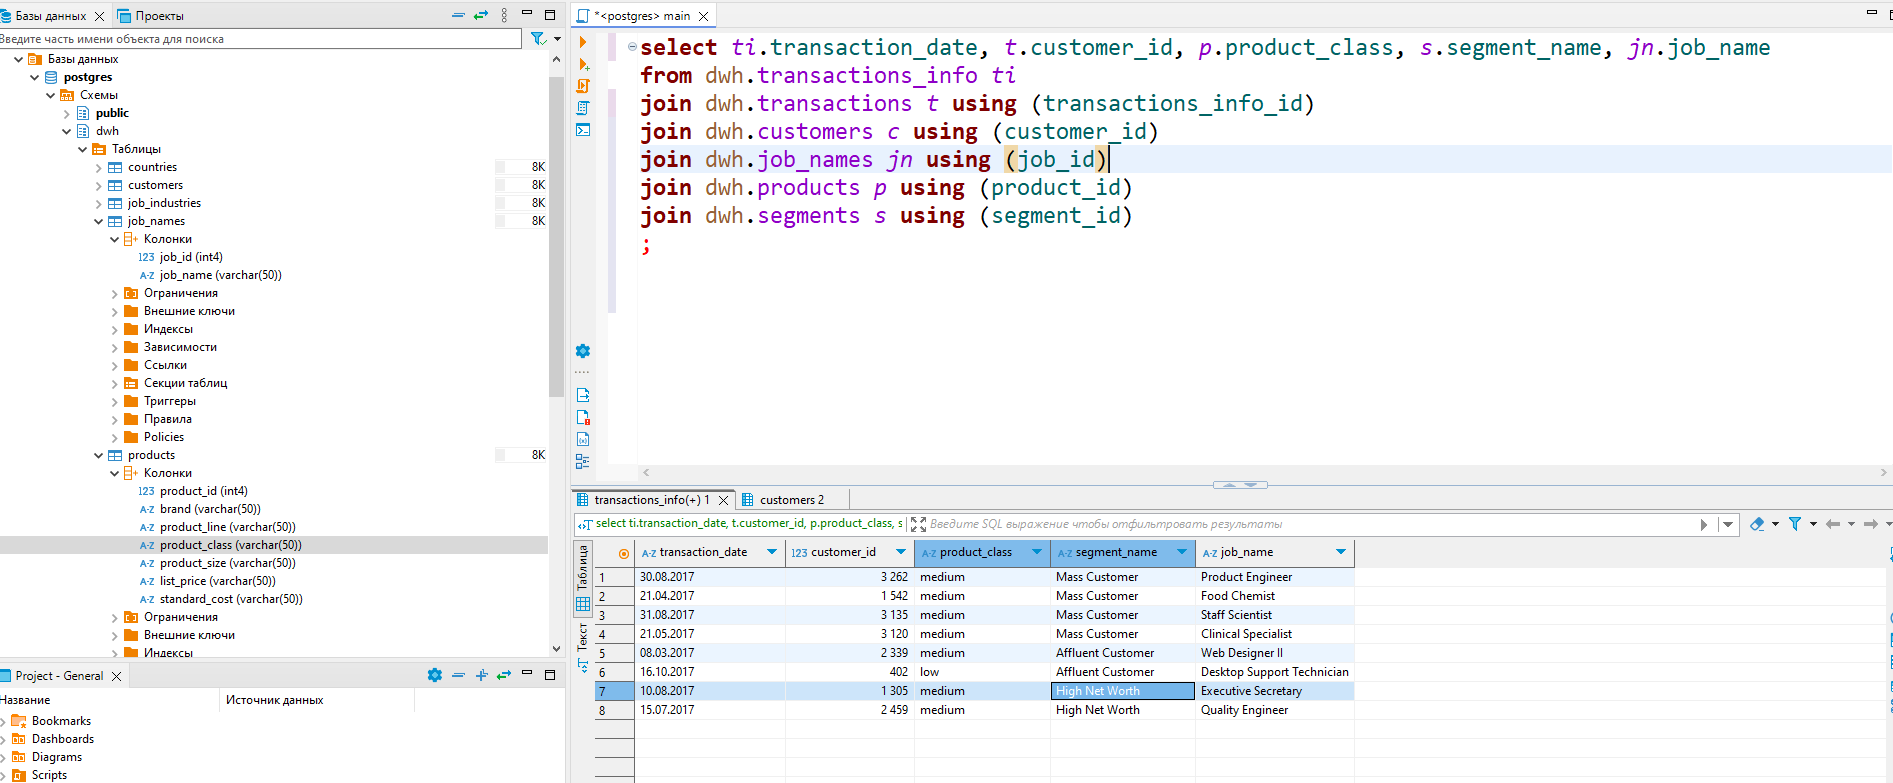 Базы данных
Проекты
Введите часть имени объекта для поиска
Базы данных
postgres
Схемы
public
dwh
Таблицы
countries 8K
customers 8K
job_industries 8K
job_names 8K
Колонки
123 job_id (int4)
A-Z job_name (varchar(50))
Ограничения
Внешние ключи
Индексы
Зависимости
Ссылки
Секции таблиц
Триггеры
Правила
Policies
products 8K
Колонки
123 product_id (int4)
A-Z brand (varchar(50))
A-Z product_line (varchar(50))
A-Z product_class (varchar(50))
A-Z product_size (varchar(50))
A-Z list_price (varchar(50))
A-Z standard_cost (varchar(50))
Ограничения
Внешние ключи
Индексы
Project - General
Название Источник данных
Bookmarks
Dashboards
Diagrams
Scripts
*<postgres> main
select ti.transaction_date, t.customer_id, p.product_class, s.segment_name, jn.job_name
from dwh.transactions_info ti
join dwh.transactions t using (transactions_info_id)
join dwh.customers c using (customer_id)
join dwh.job_names jn using (job_id)
join dwh.products p using (product_id)
join dwh.segments s using (segment_id)
;
transactions_info(+) 1 customers 2
select ti.transaction_date, t.customer_id, p.product_class, s
Введите SQL выражение чтобы отфильтровать результаты
Таблица
Текст
A-Z transaction_date 123 customer_id A-Z product_class A-Z segment_name A-Z job_name
1 30.08.2017 3 262 medium Mass Customer Product Engineer
2 21.04.2017 1 542 medium Mass Customer Food Chemist
3 31.08.2017 3 135 medium Mass Customer Staff Scientist
4 21.05.2017 3 120 medium Mass Customer Clinical Specialist
5 08.03.2017 2 339 medium Affluent Customer Web Designer II
6 16.10.2017 402 low Affluent Customer Desktop Support Technician
7 10.08.2017 1 305 medium High Net Worth Executive Secretary
8 15.07.2017 2 459 medium High Net Worth Quality Engineer